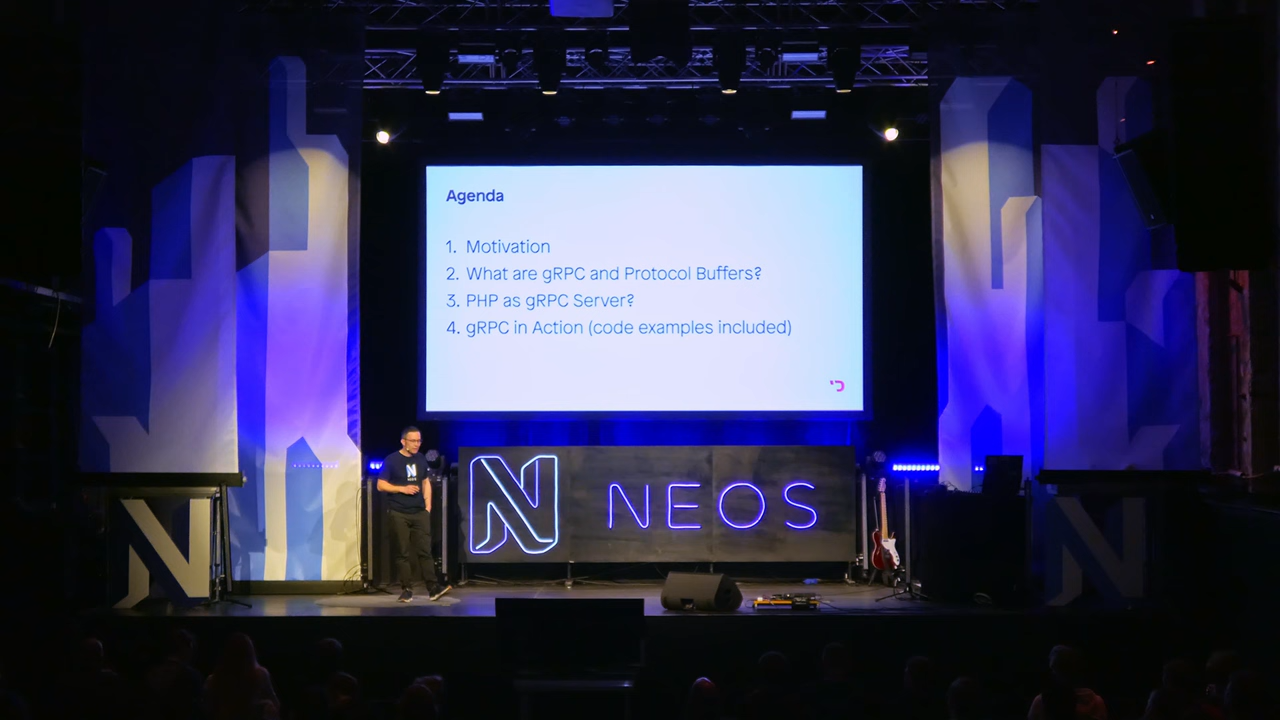 Agenda
1. Motivation
2. What are gRPC and Protocol Buffers?
3. PHP as gRPC Server?
4. gRPC in Action (code examples included)
N NEOS
N
N
N